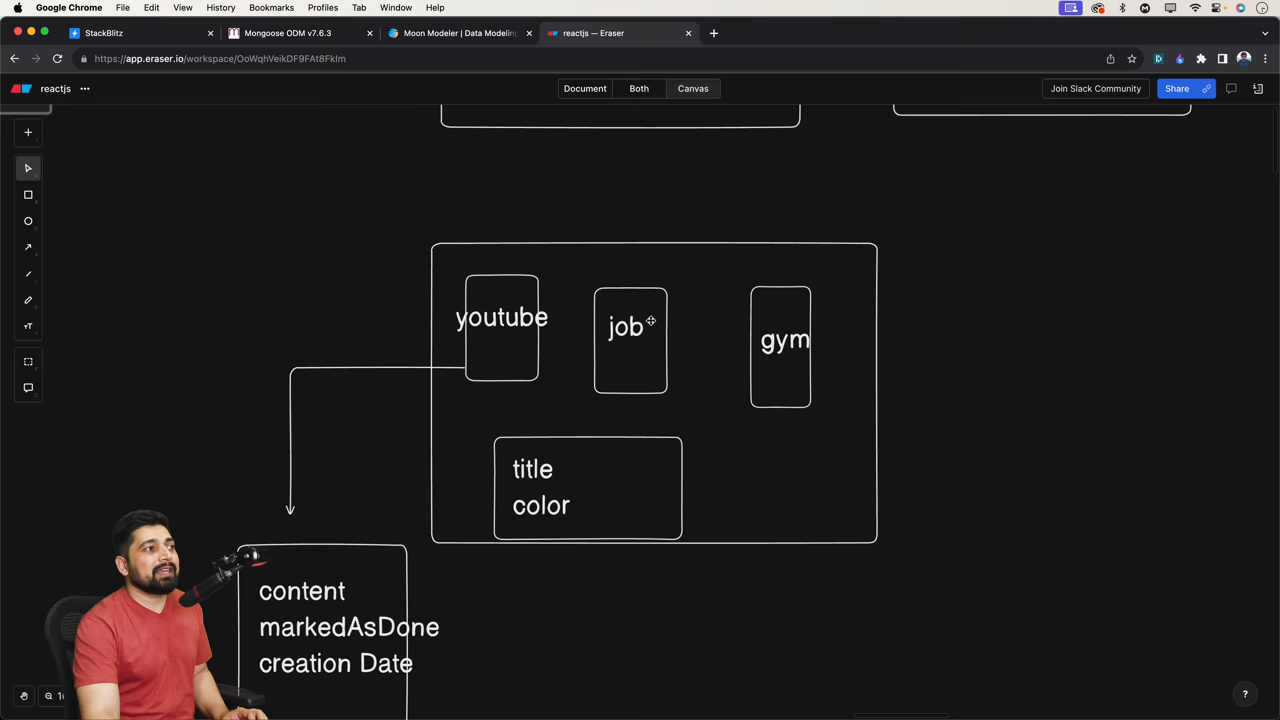 Google Chrome File Edit View History Bookmarks Profiles Tab Window Help
StackBlitz
Mongoose ODM v7.6.3
Moon Modeler | Data Modeling
reactjs — Eraser
https://app.eraser.io/workspace/OoWqhVeikDF9FAt8FkIm
reactjs
Document Both Canvas
Join Slack Community
Share
youtube
job
gym
title
color
content
markedAsDone
creation Date
?